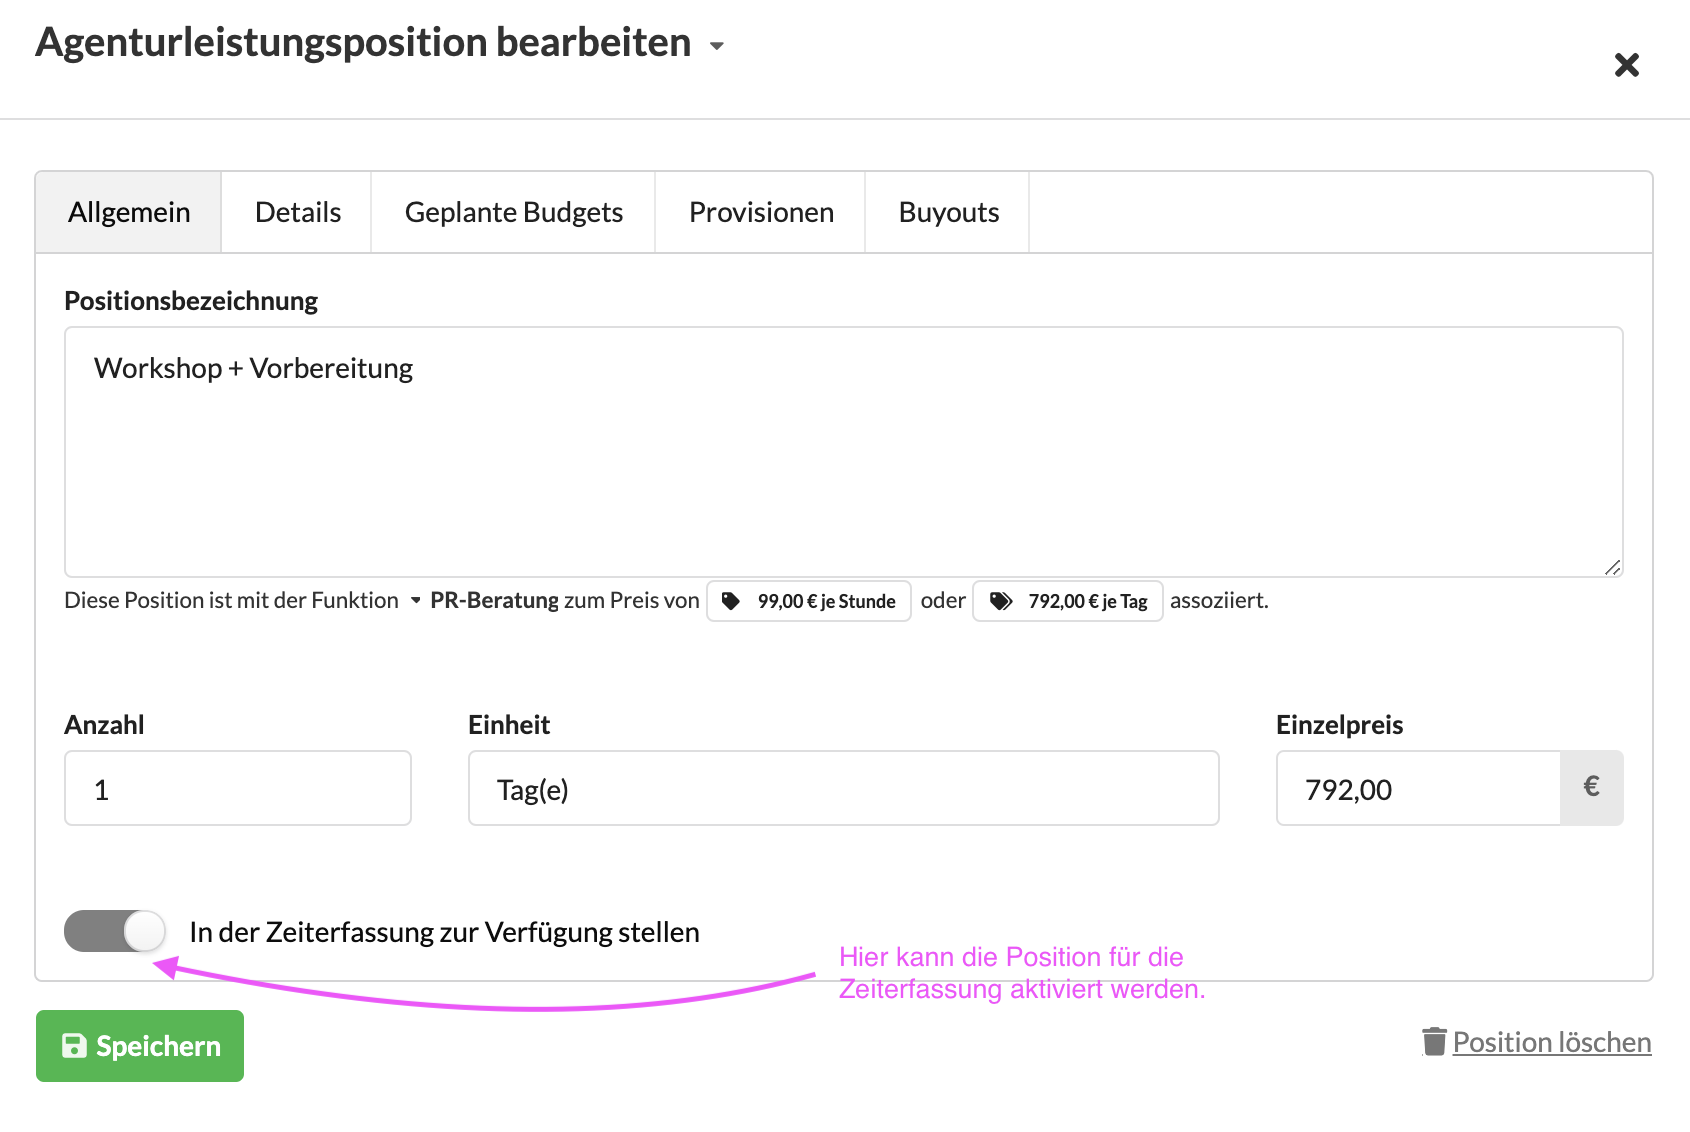 Agenturleistungsposition bearbeiten
Allgemein Details Geplante Budgets Provisionen Buyouts
Positionsbezeichnung
Workshop + Vorbereitung
Diese Position ist mit der Funktion PR-Beratung zum Preis von 99,00 € je Stunde oder 792,00 € je Tag assoziiert.
Anzahl Einheit Einzelpreis
1 Tag(e) 792,00 €
In der Zeiterfassung zur Verfügung stellen
Hier kann die Position für die
Zeiterfassung aktiviert werden.
Speichern Position löschen